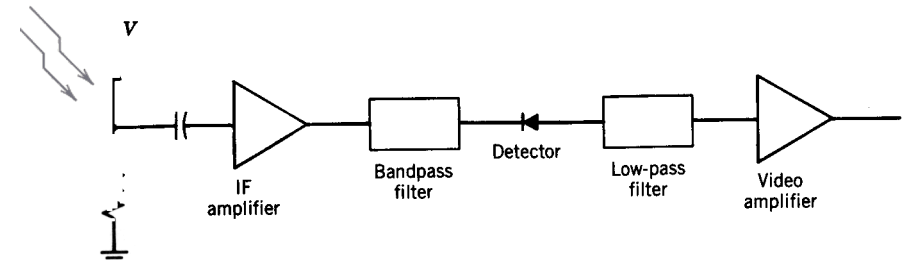 V
IF
amplifier
Bandpass
filter
Detector
Low-pass
filter
Video
amplifier